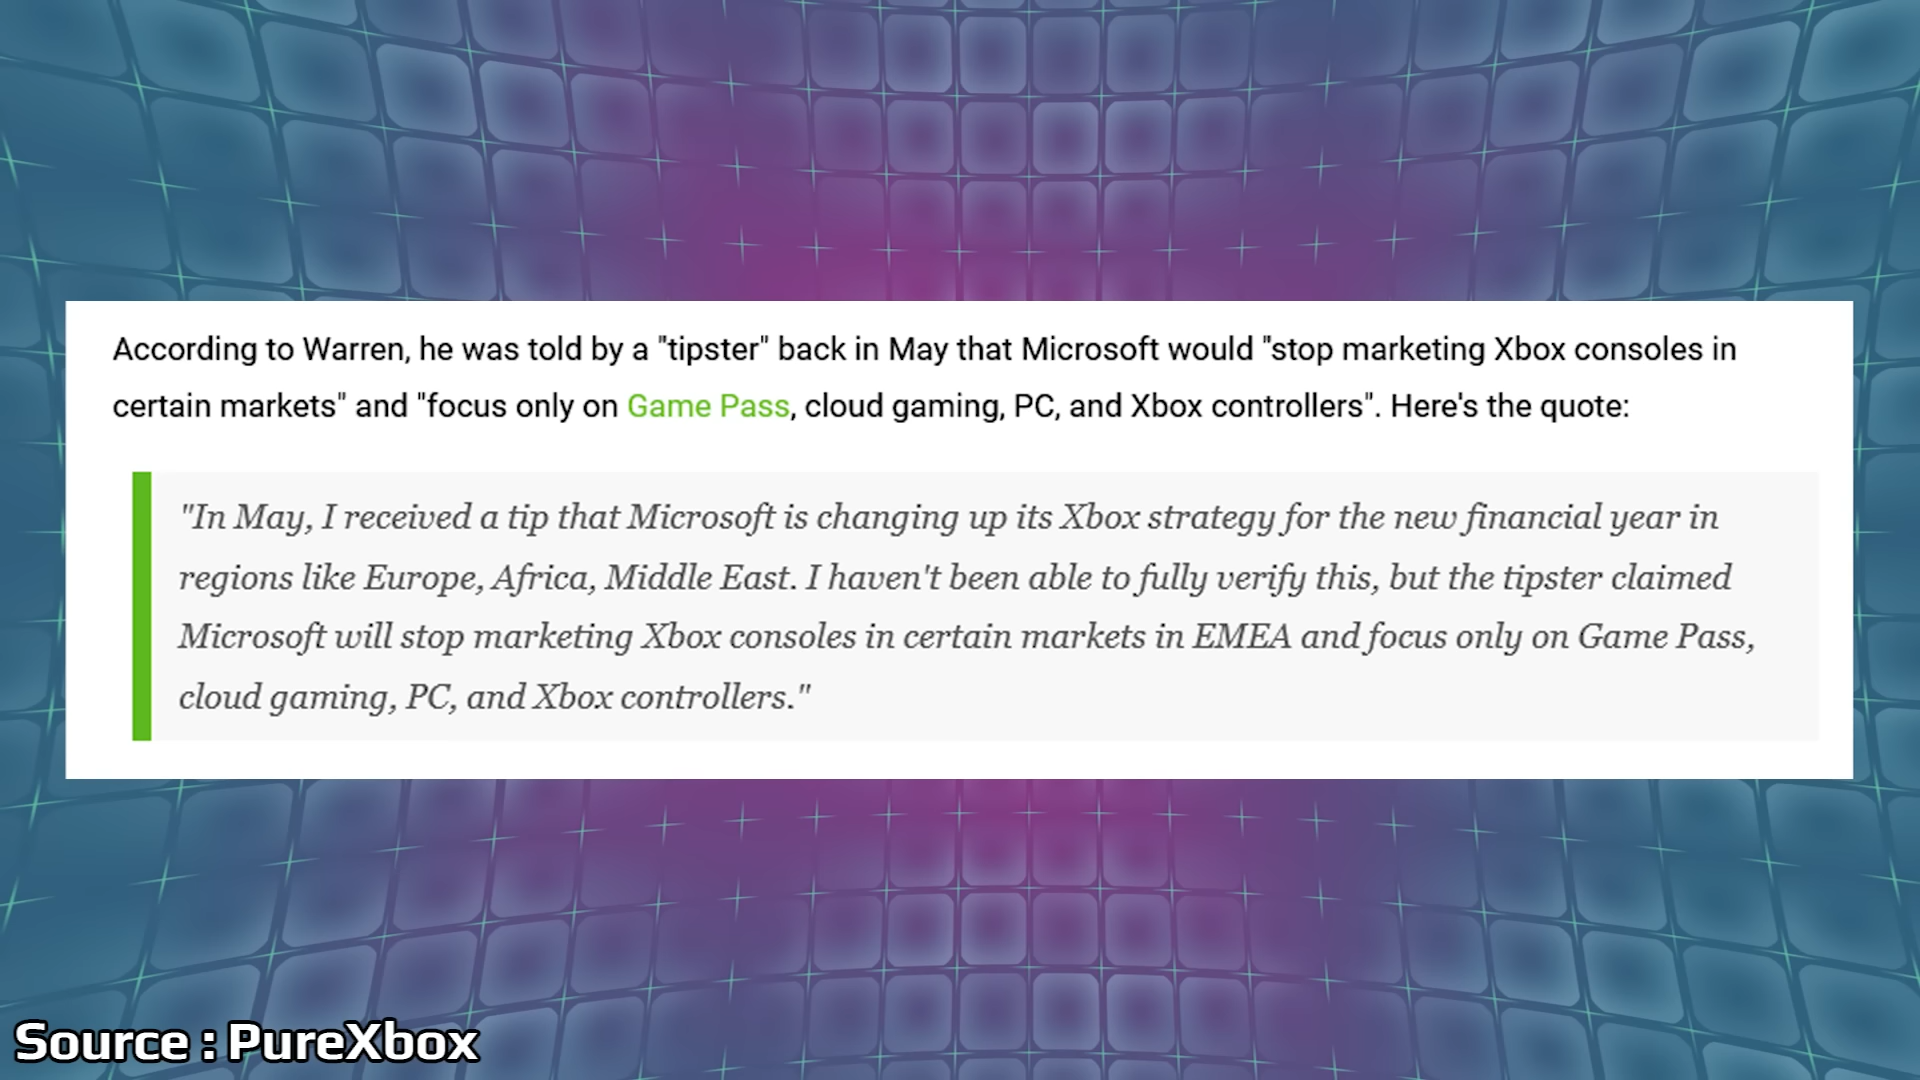 According to Warren, he was told by a "tipster" back in May that Microsoft would "stop marketing Xbox consoles in
certain markets" and "focus only on Game Pass, cloud gaming, PC, and Xbox controllers". Here's the quote:
"In May, I received a tip that Microsoft is changing up its Xbox strategy for the new financial year in
regions like Europe, Africa, Middle East. I haven't been able to fully verify this, but the tipster claimed
Microsoft will stop marketing Xbox consoles in certain markets in EMEA and focus only on Game Pass,
cloud gaming, PC, and Xbox controllers."
Source : PureXbox